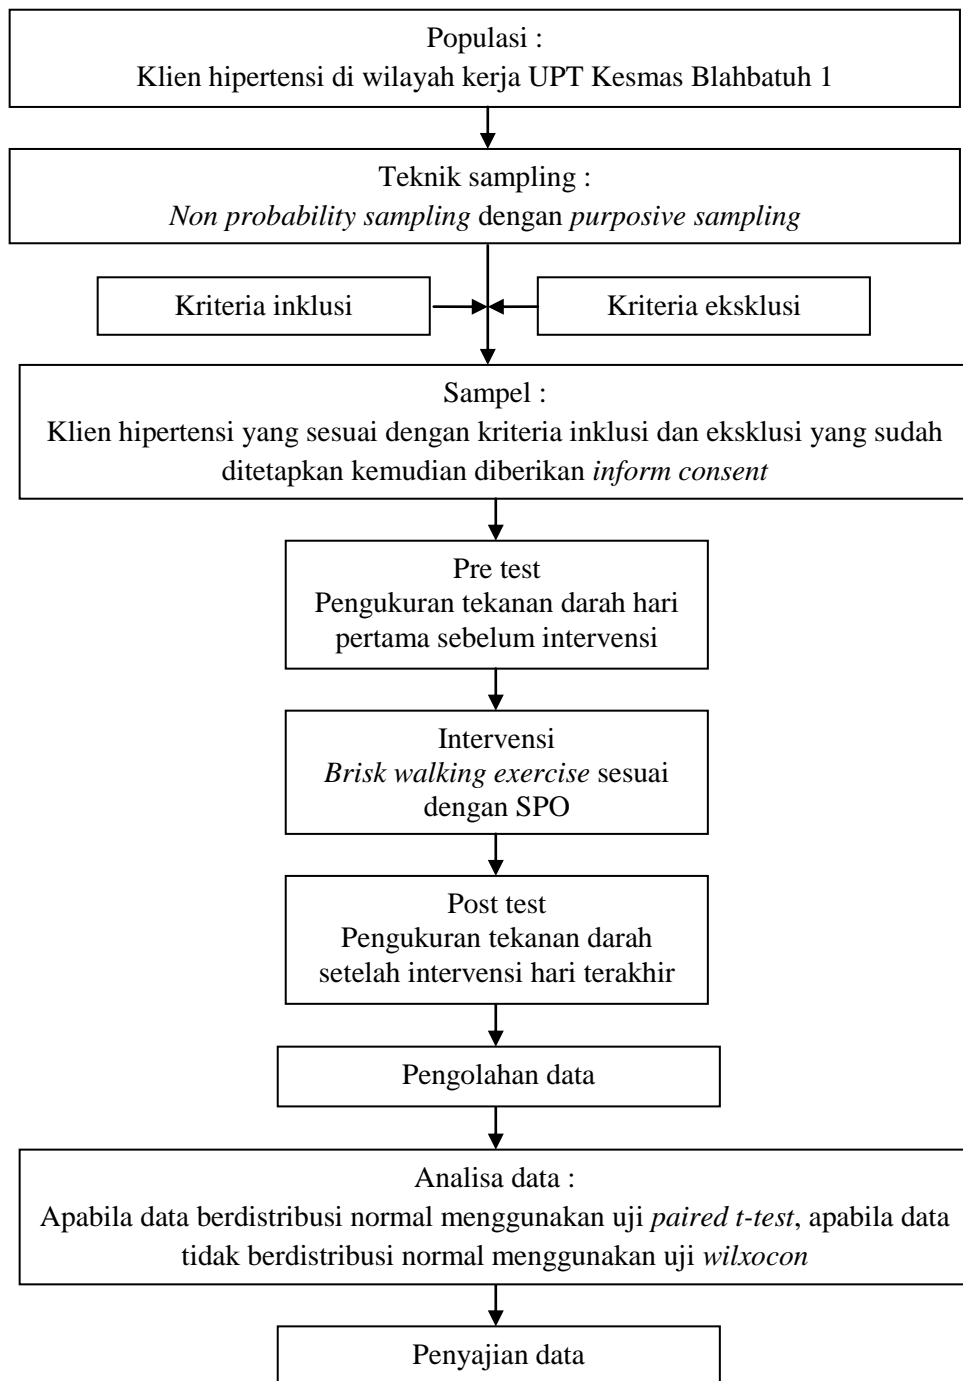 Populasi :
Klien hipertensi di wilayah kerja UPT Kesmas Blahbatuh 1
Teknik sampling :
Non probability sampling dengan purposive sampling
Kriteria inklusi
Kriteria eksklusi
Sampel :
Klien hipertensi yang sesuai dengan kriteria inklusi dan eksklusi yang sudah
ditetapkan kemudian diberikan inform consent
Pre test
Pengukuran tekanan darah hari
pertama sebelum intervensi
Intervensi
Brisk walking exercise sesuai
dengan SPO
Post test
Pengukuran tekanan darah
setelah intervensi hari terakhir
Pengolahan data
Analisa data :
Apabila data berdistribusi normal menggunakan uji paired t-test, apabila data
tidak berdistribusi normal menggunakan uji wilxocon
Penyajian data